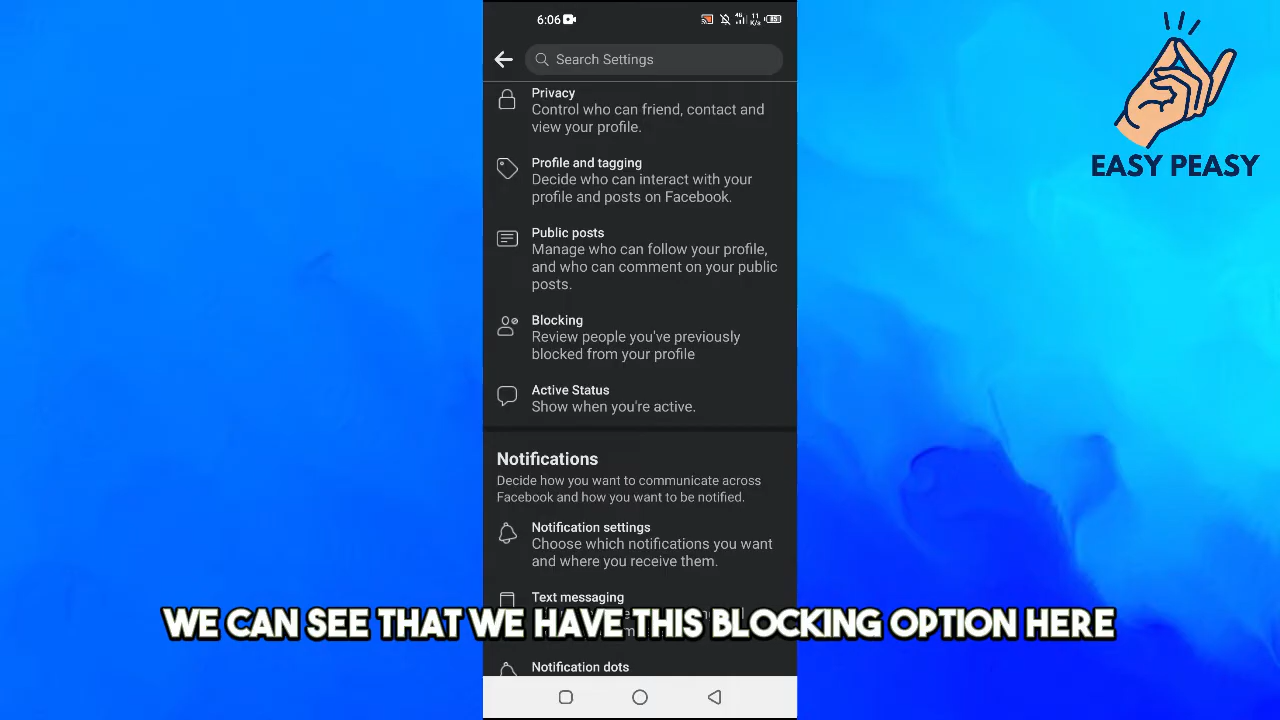 6:06
4G
11
K/s
85
Search Settings
EASY PEASY
Privacy
Control who can friend, contact and
view your profile.
Profile and tagging
Decide who can interact with your
profile and posts on Facebook.
Public posts
Manage who can follow your profile,
and who can comment on your public
posts.
Blocking
Review people you've previously
blocked from your profile
Active Status
Show when you're active.
Notifications
Decide how you want to communicate across
Facebook and how you want to be notified.
Notification settings
Choose which notifications you want
and where you receive them.
Text messaging
WE CAN SEE THAT WE HAVE THIS BLOCKING OPTION HERE
Notification dots